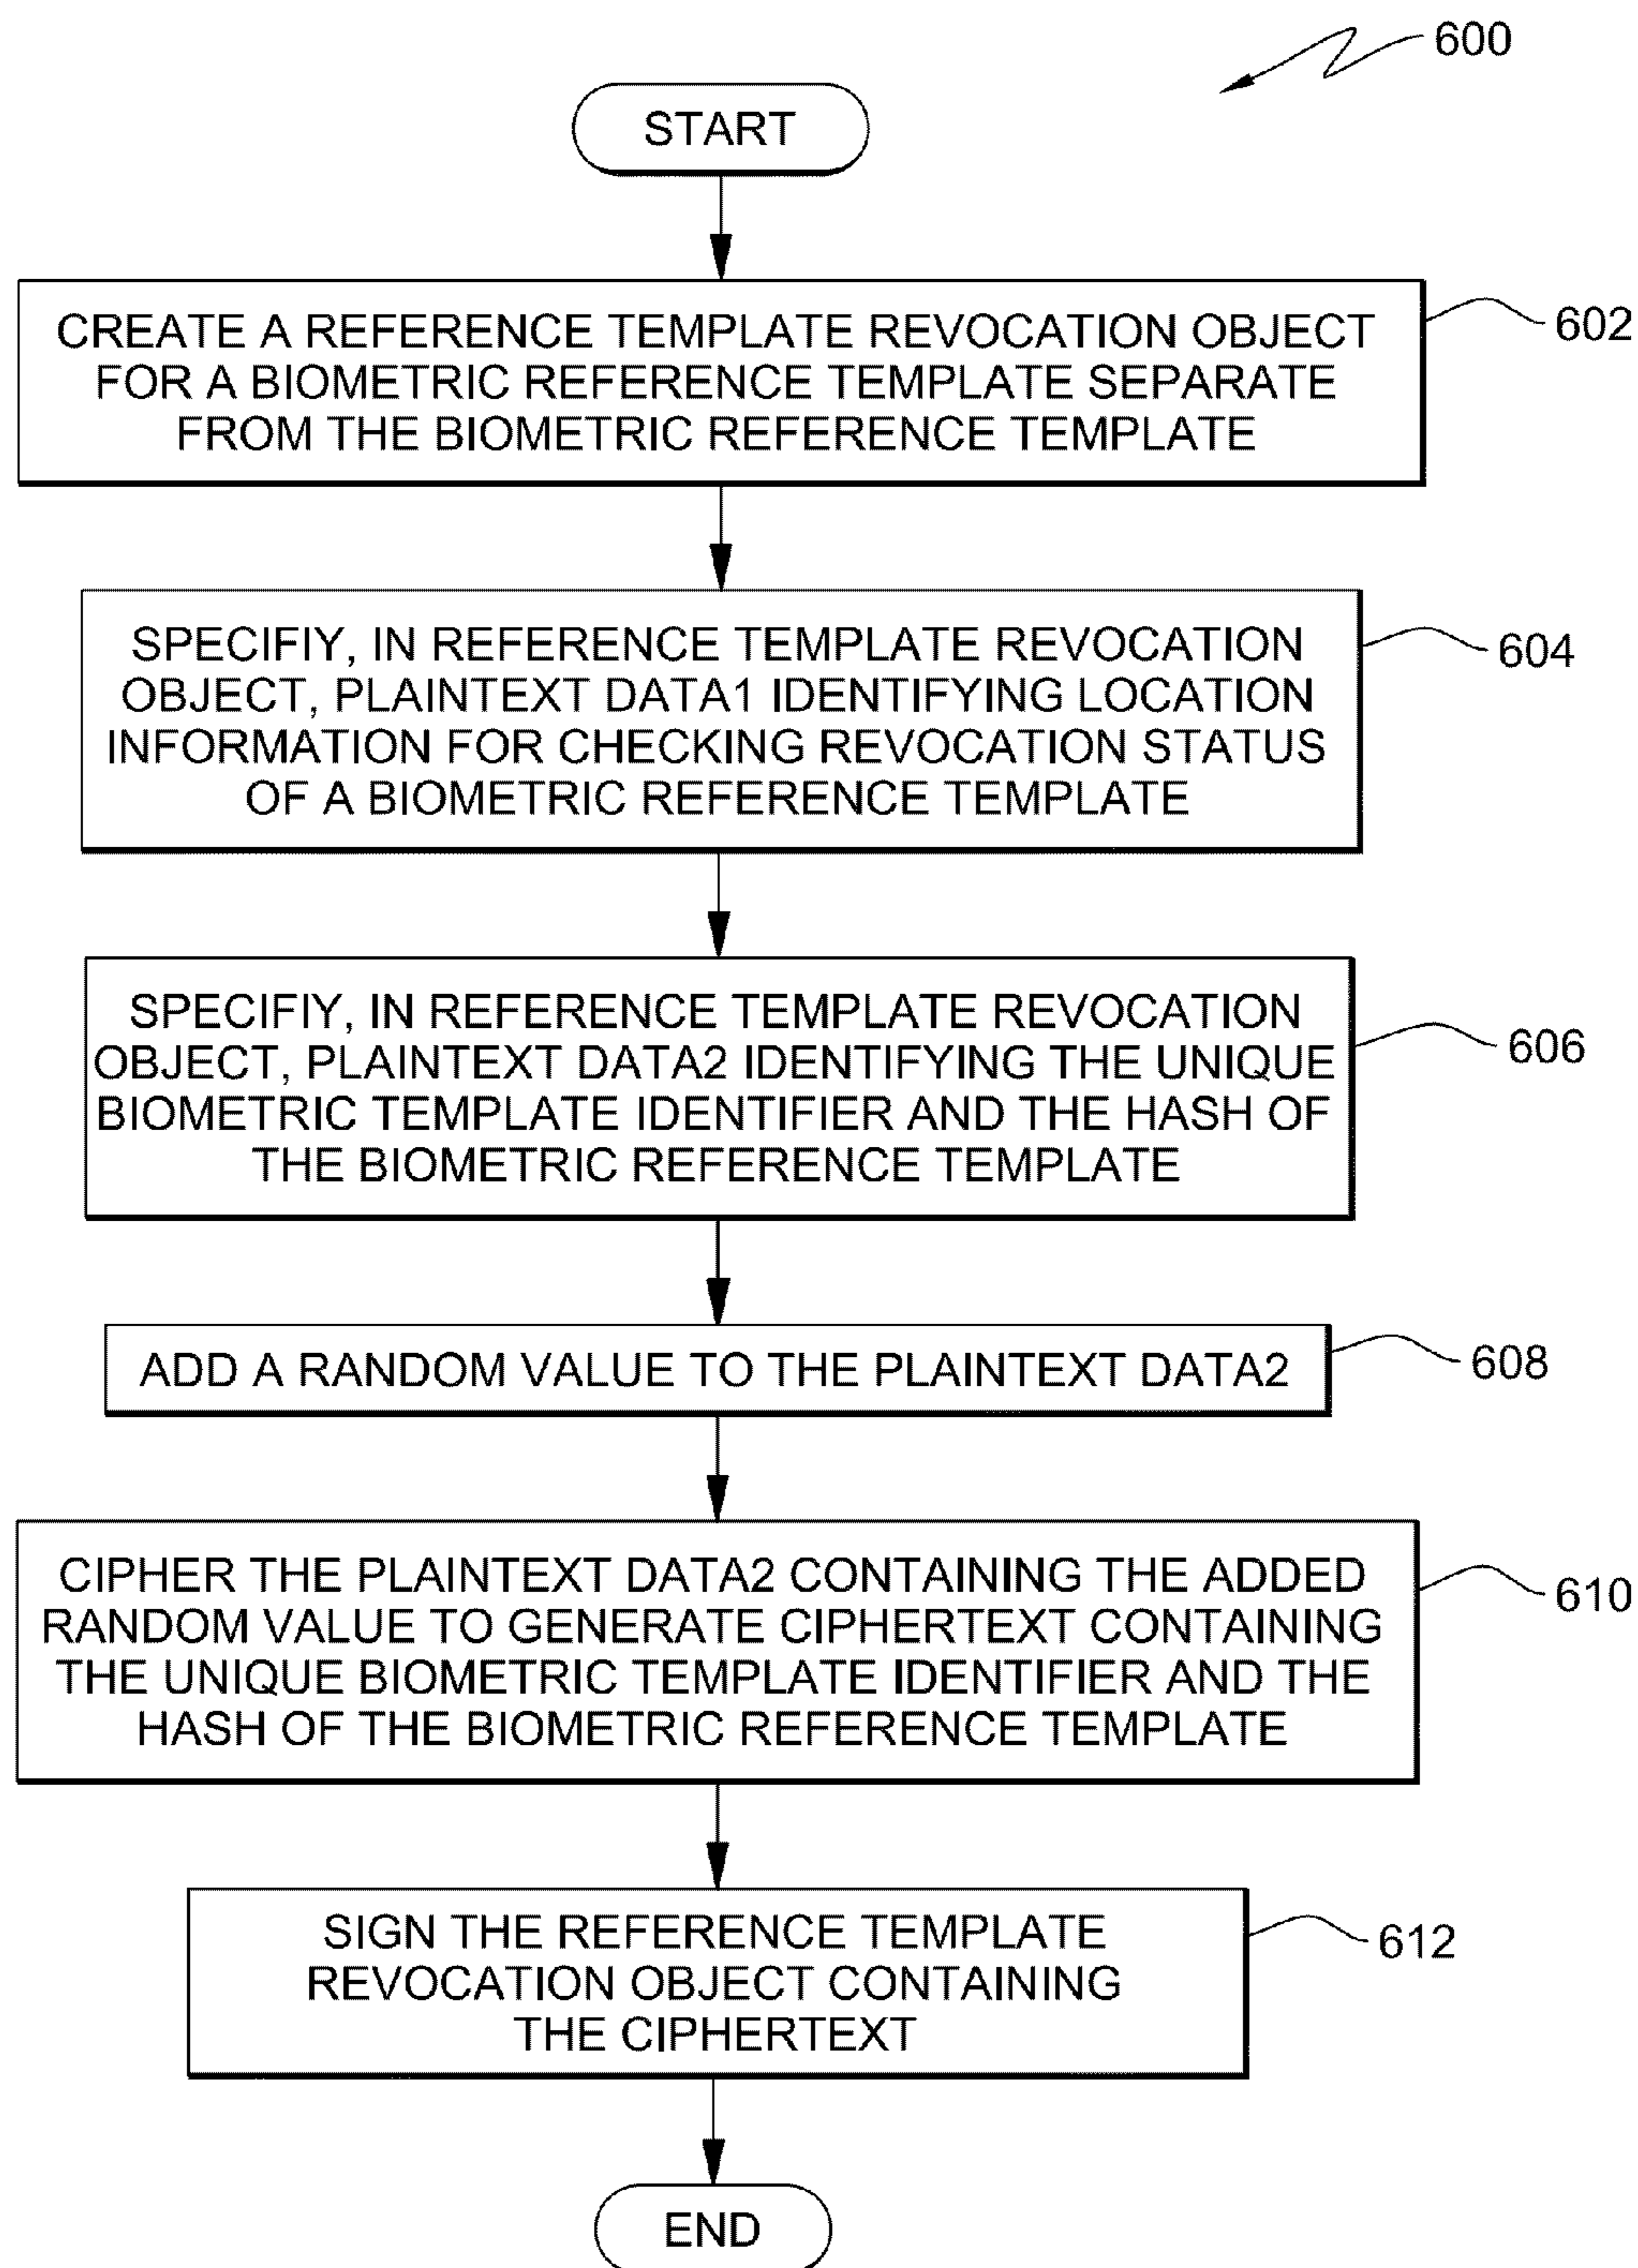 600
START
CREATE A REFERENCE TEMPLATE REVOCATION OBJECT
FOR A BIOMETRIC REFERENCE TEMPLATE SEPARATE
FROM THE BIOMETRIC REFERENCE TEMPLATE
602
SPECIFIY, IN REFERENCE TEMPLATE REVOCATION
OBJECT, PLAINTEXT DATA1 IDENTIFYING LOCATION
INFORMATION FOR CHECKING REVOCATION STATUS
OF A BIOMETRIC REFERENCE TEMPLATE
604
SPECIFIY, IN REFERENCE TEMPLATE REVOCATION
OBJECT, PLAINTEXT DATA2 IDENTIFYING THE UNIQUE
BIOMETRIC TEMPLATE IDENTIFIER AND THE HASH OF
THE BIOMETRIC REFERENCE TEMPLATE
606
ADD A RANDOM VALUE TO THE PLAINTEXT DATA2
608
CIPHER THE PLAINTEXT DATA2 CONTAINING THE ADDED
RANDOM VALUE TO GENERATE CIPHERTEXT CONTAINING
THE UNIQUE BIOMETRIC TEMPLATE IDENTIFIER AND THE
HASH OF THE BIOMETRIC REFERENCE TEMPLATE
610
SIGN THE REFERENCE TEMPLATE
REVOCATION OBJECT CONTAINING
THE CIPHERTEXT
612
END